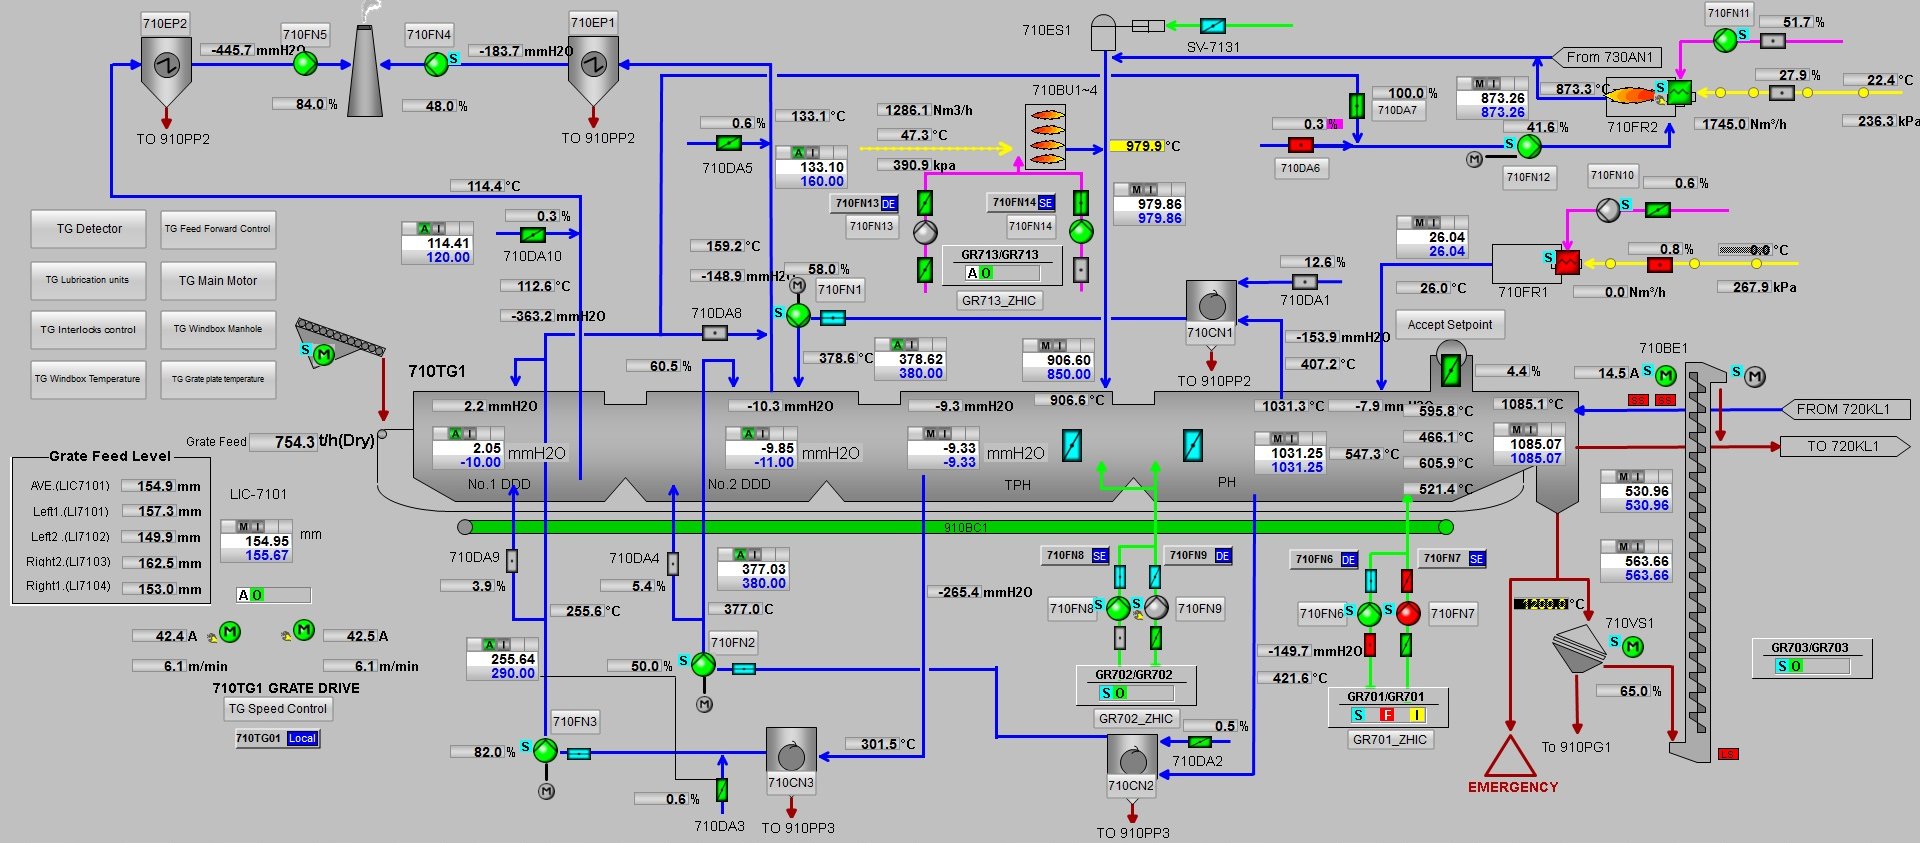 710EP2
-445.7 mmH2O
710FN5
84.0 %
710FN4
S
48.0 %
-183.7 mmH2O
710EP1
TO 910PP2
TO 910PP2
710ES1
SV-7131
710FN11
S
51.7 %
From 730AN1
27.9 %
22.4 °C
873.3 °C
S
710FR2
1745.0 Nm³/h
236.3 kPa
M I
873.26
873.26
710BU1~4
1286.1 Nm3/h
47.3 °C
390.9 kpa
979.9 °C
M I
979.86
979.86
100.0 %
710DA7
0.3 %
710DA6
41.6 %
S
M
710FN12
710FN10
S
0.6 %
0.6 %
710DA5
133.1 °C
A I
133.10
160.00
114.4 °C
0.3 %
710DA10
A I
114.41
120.00
112.6 °C
-363.2 mmH2O
TG Detector
TG Feed Forward Control
TG Lubrication units
TG Main Motor
TG Interlocks control
TG Windbox Manhole
TG Windbox Temperature
TG Grate plate temperature
S M
159.2 °C
-148.9 mmH2O
58.0 %
M
S
710FN1
710DA8
60.5 %
378.6 °C
A I
378.62
380.00
710FN13 DE
710FN13
710FN14 SE
710FN14
GR713/GR713
A O
GR713_ZHIC
M I
906.60
850.00
906.6 °C
12.6 %
710DA1
710CN1
TO 910PP2
-153.9 mmH2O
407.2 °C
M I
26.04
26.04
26.0 °C
Accept Setpoint
S
710FR1
0.8 %
0.0 °C
0.0 Nm³/h
267.9 kPa
4.4 %
710BE1
14.5 A
S M
S M
SS SS
FROM 720KL1
TO 720KL1
710TG1
2.2 mmH2O
A I
2.05
-10.00
mmH2O
No.1 DDD
-10.3 mmH2O
A I
-9.85
-11.00
mmH2O
No.2 DDD
-9.3 mmH2O
M I
-9.33
-9.33
mmH2O
TPH
PH
1031.3 °C
M I
1031.25
1031.25
-7.9 mmH2O
547.3 °C
595.8 °C
466.1 °C
605.9 °C
521.4 °C
1085.1 °C
M I
1085.07
1085.07
Grate Feed 754.3 t/h(Dry)
Grate Feed Level
AVE.(LIC7101) 154.9 mm
Left1.(LI7101) 157.3 mm
Left2 .(LI7102) 149.9 mm
Right2.(LI7103) 162.5 mm
Right1.(LI7104) 153.0 mm
LIC-7101
M I
154.95
155.67
mm
A O
42.4 A
M
M
42.5 A
6.1 m/min
6.1 m/min
710TG1 GRATE DRIVE
TG Speed Control
710TG01 Local
910BC1
710DA9
3.9 %
710DA4
5.4 %
A I
377.03
380.00
377.0 C
255.6 °C
A I
255.64
290.00
50.0 %
S
710FN2
M
710FN3
82.0 %
S
M
0.6 %
710DA3
710CN3
TO 910PP3
301.5 °C
-265.4 mmH2O
710FN8 SE
710FN9 DE
710FN8 S
S 710FN9
GR702/GR702
S O
GR702_ZHIC
0.5 %
710DA2
710CN2
TO 910PP3
-149.7 mmH2O
421.6 °C
710FN6 DE
710FN7 SE
710FN6 S
S 710FN7
GR701/GR701
S F I
GR701_ZHIC
M I
530.96
530.96
M I
563.66
563.66
1200.0 °C
710VS1
S M
65.0 %
To 910PG1
EMERGENCY
LS
GR703/GR703
S O